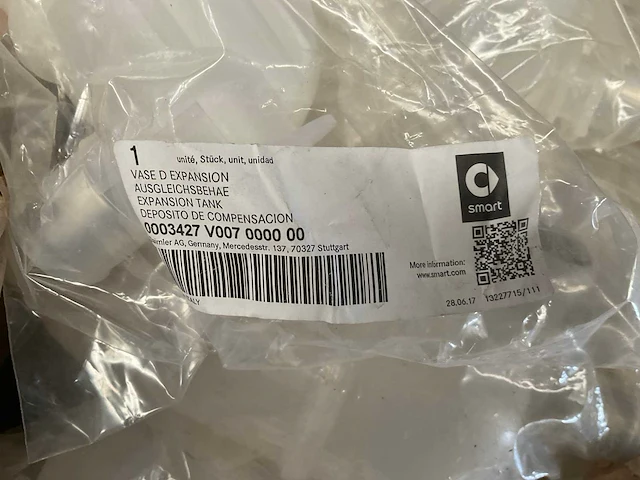 1 unité, Stück, unit, unidad
VASE D EXPANSION
AUSGLEICHSBEHAE
EXPANSION TANK
DEPOSITO DE COMPENSACION
0003427 V007 0000 00
AG, Germany, Mercedesstr. 137, 70327 Stuttgart
smart
More information:
www.smart.com
28.06.17 13227715/111